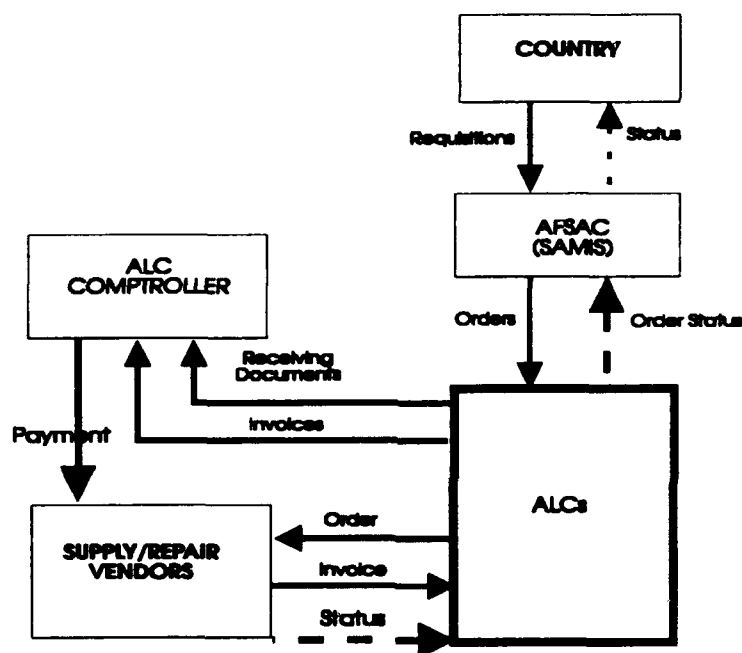 COUNTRY
Requisitions
Status
AFSAC
(SAMIS)
ALC
COMPTROLLER
Orders
Order Status
Receiving
Documents
Invoices
Payment
ALCs
Order
SUPPLY/REPAIR
VENDORS
Invoice
Status